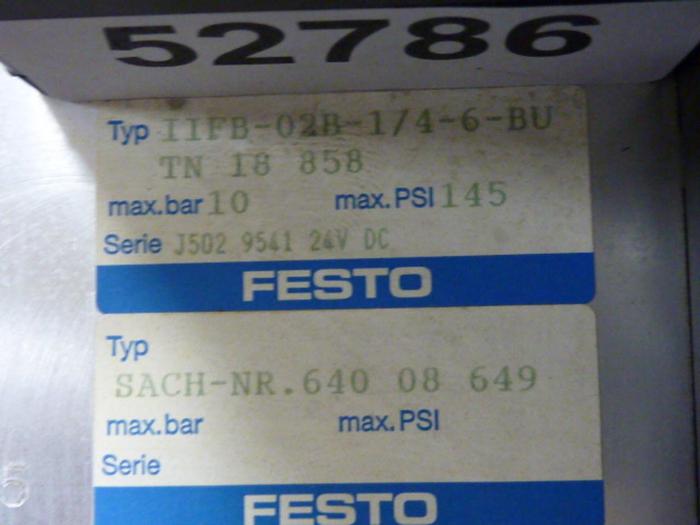 52786
Typ IIFB-02B-1/4-6-BU
TN 18 858
max.bar 10 max.PSI 145
Serie J502 9541 24V DC
FESTO
Typ
SACH-NR.640 08 649
max.bar max.PSI
Serie
FESTO
5